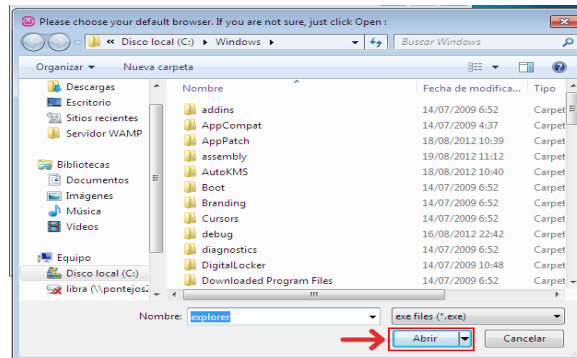 Please choose your default browser. If you are not sure, just click Open :
« Disco local (C:) ▸ Windows ▸ Buscar Windows
Organizar Nueva carpeta
Descargas
Escritorio
Sitios recientes
Servidor WAMP
Bibliotecas
Documentos
Imágenes
Música
Vídeos
Equipo
Disco local (C:)
libra (\\pontejos2
Nombre Fecha de modifica... Tipo
addins 14/07/2009 6:52 Carpet
AppCompat 14/07/2009 4:37 Carpet
AppPatch 18/08/2012 10:39 Carpet
assembly 19/08/2012 11:12 Carpet
AutoKMS 18/08/2012 10:40 Carpet
Boot 14/07/2009 6:52 Carpet
Branding 14/07/2009 6:52 Carpet
Cursors 14/07/2009 6:52 Carpet
debug 16/08/2012 22:42 Carpet
diagnostics 14/07/2009 6:52 Carpet
DigitalLocker 14/07/2009 10:48 Carpet
Downloaded Program Files 14/07/2009 6:52 Carpet
Nombre: explorer exe files (*.exe)
Abrir Cancelar